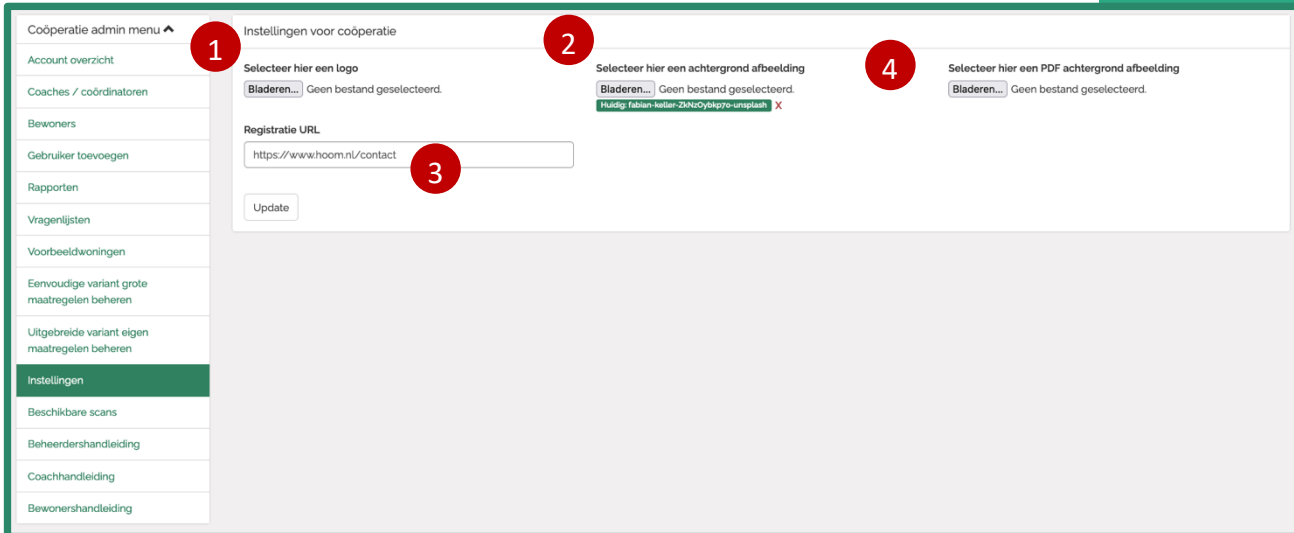 Coöperatie admin menu
Account overzicht
Coaches / coördinatoren
Bewoners
Gebruiker toevoegen
Rapporten
Vragenlijsten
Voorbeeldwoningen
Eenvoudige variant grote
maatregelen beheren
Uitgebreide variant eigen
maatregelen beheren
Instellingen
Beschikbare scans
Beheerdershandleiding
Coachhandleiding
Bewonershandleiding
Instellingen voor coöperatie
1
Selecteer hier een logo
Bladeren... Geen bestand geselecteerd.
2
Selecteer hier een achtergrond afbeelding
Bladeren... Geen bestand geselecteerd.
Huidig: fabian-keller-ZkNzOybkp7o-unsplash X
4
Selecteer hier een PDF achtergrond afbeelding
Bladeren... Geen bestand geselecteerd.
Registratie URL
https://www.hoom.nl/contact
3
Update